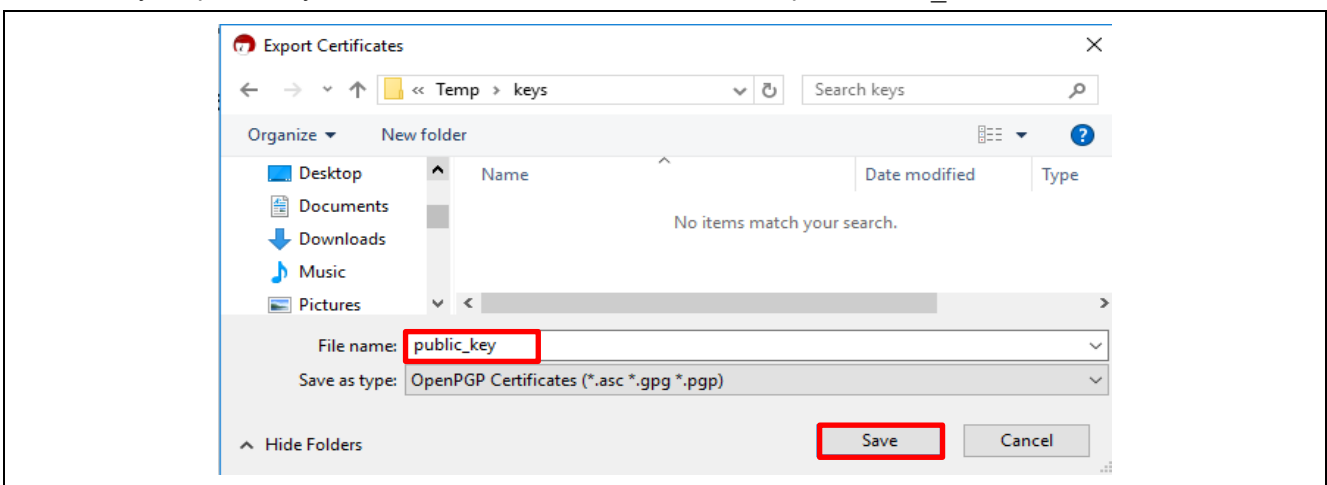 Export Certificates
« Temp › keys
Search keys
Organize
New folder
Desktop
Name
Date modified
Type
Documents
No items match your search.
Downloads
Music
Pictures
File name: public_key
Save as type: OpenPGP Certificates (*.asc *.gpg *.pgp)
Hide Folders
Save
Cancel